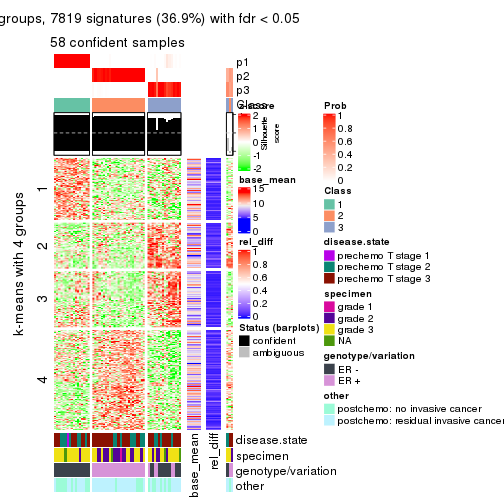 groups, 7819 signatures (36.9%) with fdr < 0.05
58 confident samples
p1
p2
p3
Class
Silhouette
score
k-means with 4 groups
1
2
3
4
z-score
2
1
0
-1
-2
base_mean
15
10
5
0
rel_diff
1
0.8
0.6
0.4
0.2
0
Status (barplots)
confident
ambiguous
Prob
1
0.8
0.6
0.4
0.2
0
Class
1
2
3
disease.state
prechemo T stage 1
prechemo T stage 2
prechemo T stage 3
specimen
grade 1
grade 2
grade 3
NA
genotype/variation
ER -
ER +
other
postchemo: no invasive cancer
postchemo: residual invasive cancer
base_mean
rel_diff
disease.state
specimen
genotype/variation
other